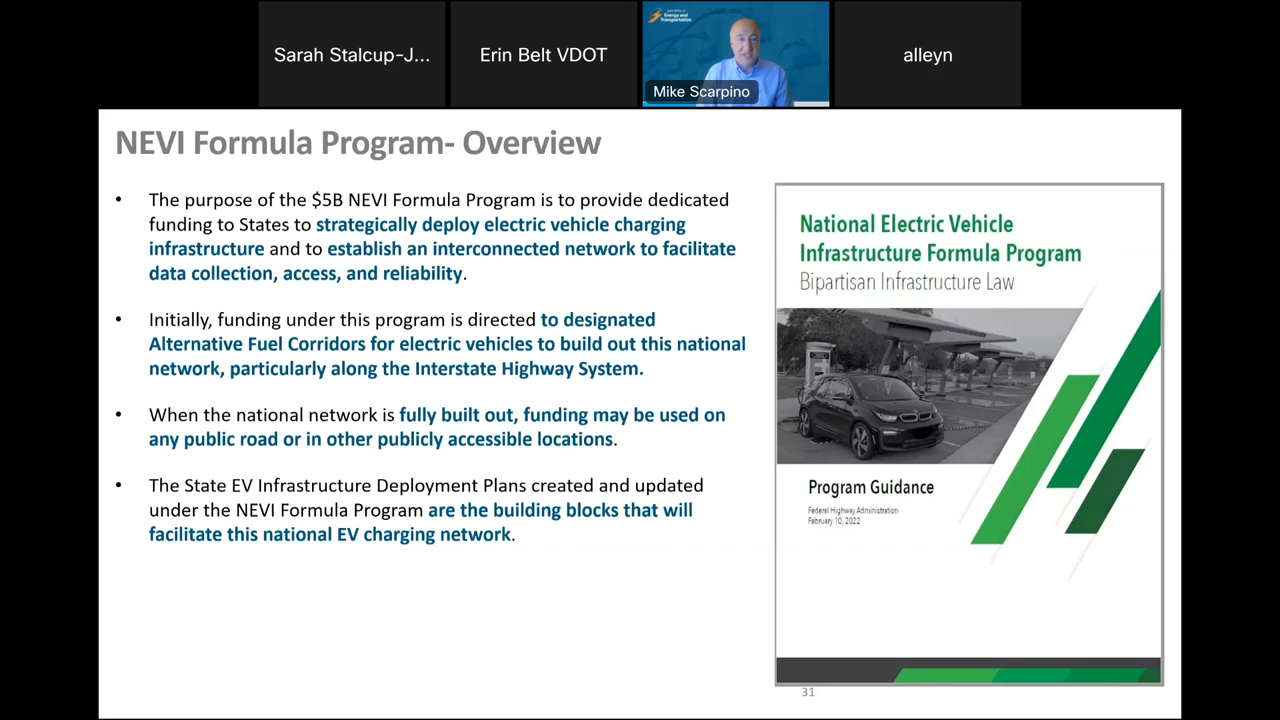 Sarah Stalcup-J...
Erin Belt VDOT
Energy and
Transportation
Mike Scarpino
alleyn
NEVI Formula Program- Overview
• The purpose of the $5B NEVI Formula Program is to provide dedicated
funding to States to strategically deploy electric vehicle charging
infrastructure and to establish an interconnected network to facilitate
data collection, access, and reliability.
• Initially, funding under this program is directed to designated
Alternative Fuel Corridors for electric vehicles to build out this national
network, particularly along the Interstate Highway System.
• When the national network is fully built out, funding may be used on
any public road or in other publicly accessible locations.
• The State EV Infrastructure Deployment Plans created and updated
under the NEVI Formula Program are the building blocks that will
facilitate this national EV charging network.
National Electric Vehicle
Infrastructure Formula Program
Bipartisan Infrastructure Law
Program Guidance
Federal Highway Administration
February 10, 2022
31